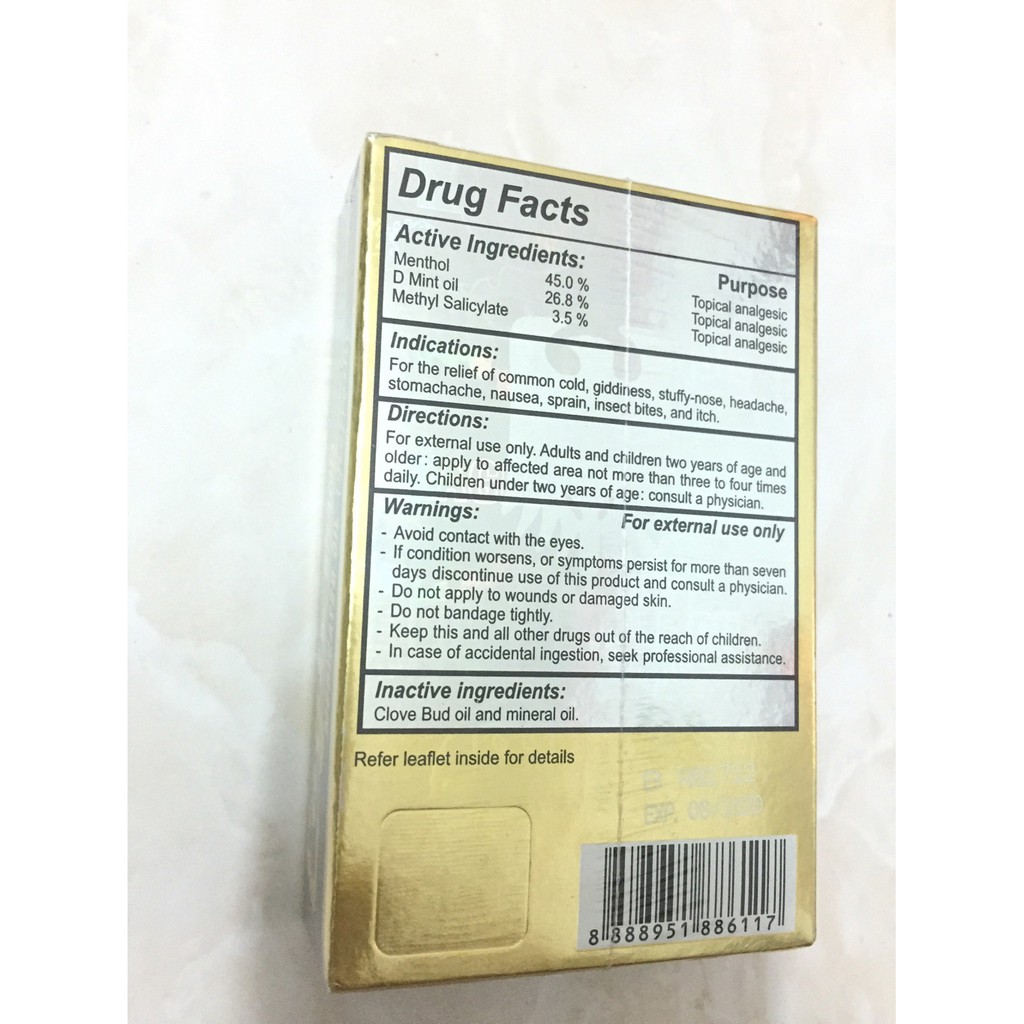 Drug Facts
Active Ingredients: Purpose
Menthol 45.0 % Topical analgesic
D Mint oil 26.8 % Topical analgesic
Methyl Salicylate 3.5 % Topical analgesic
Indications:
For the relief of common cold, giddiness, stuffy-nose, headache,
stomachache, nausea, sprain, insect bites, and itch.
Directions:
For external use only. Adults and children two years of age and
older: apply to affected area not more than three to four times
daily. Children under two years of age: consult a physician.
Warnings: For external use only
- Avoid contact with the eyes.
- If condition worsens, or symptoms persist for more than seven
days discontinue use of this product and consult a physician.
- Do not apply to wounds or damaged skin.
- Do not bandage tightly.
- Keep this and all other drugs out of the reach of children.
- In case of accidental ingestion, seek professional assistance.
Inactive ingredients:
Clove Bud oil and mineral oil.
Refer leaflet inside for details
EXP.
8 888951 886117